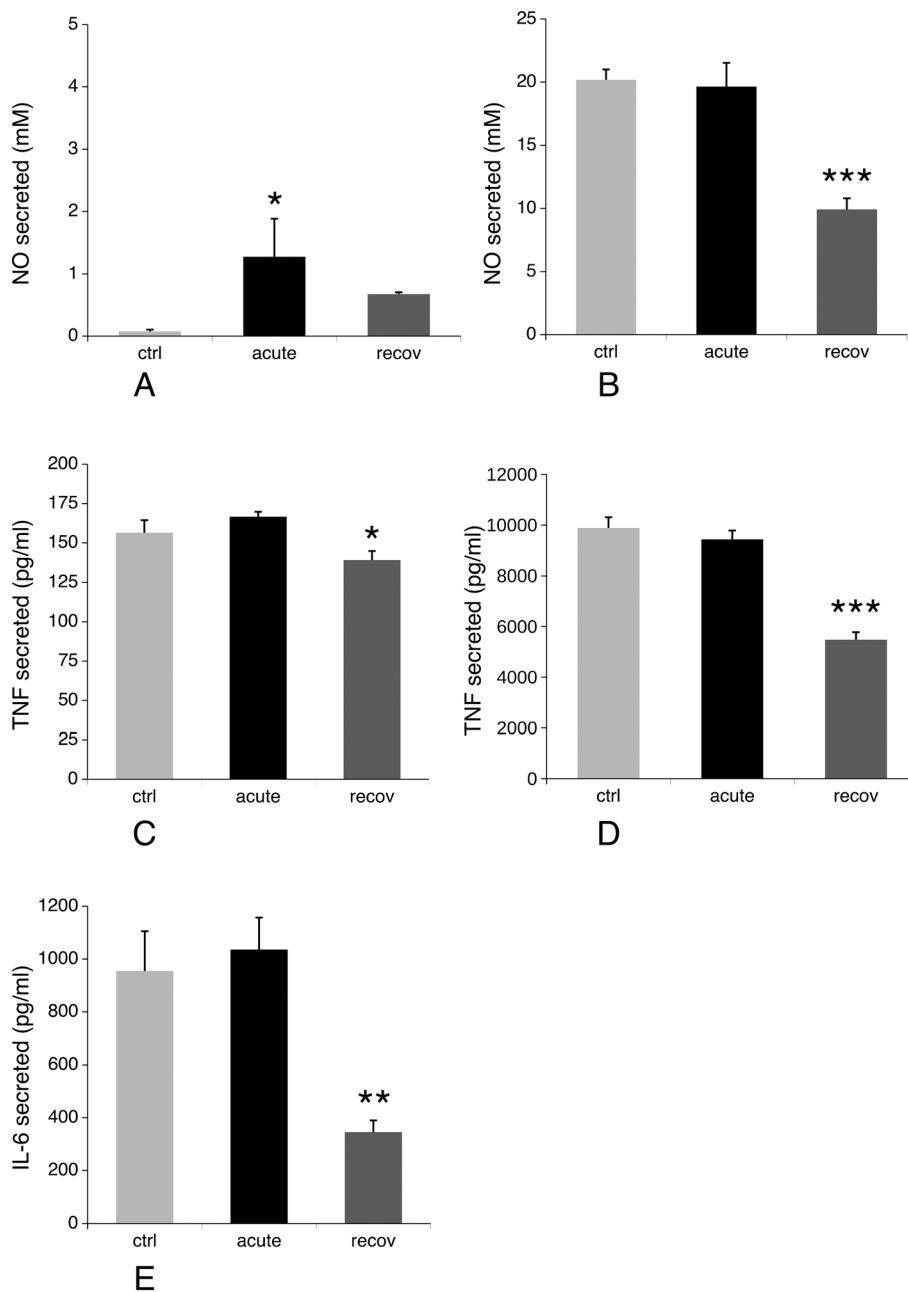 NO secreted (mM)
5
4
3
2
1
0
*
ctrl acute recov
A
NO secreted (mM)
25
20
15
10
5
0
***
ctrl acute recov
B
TNF secreted (pg/ml)
200
175
150
125
100
75
50
25
0
*
ctrl acute recov
C
TNF secreted (pg/ml)
12000
10000
8000
6000
4000
2000
0
***
ctrl acute recov
D
IL-6 secreted (pg/ml)
1200
1000
800
600
400
200
0
**
ctrl acute recov
E